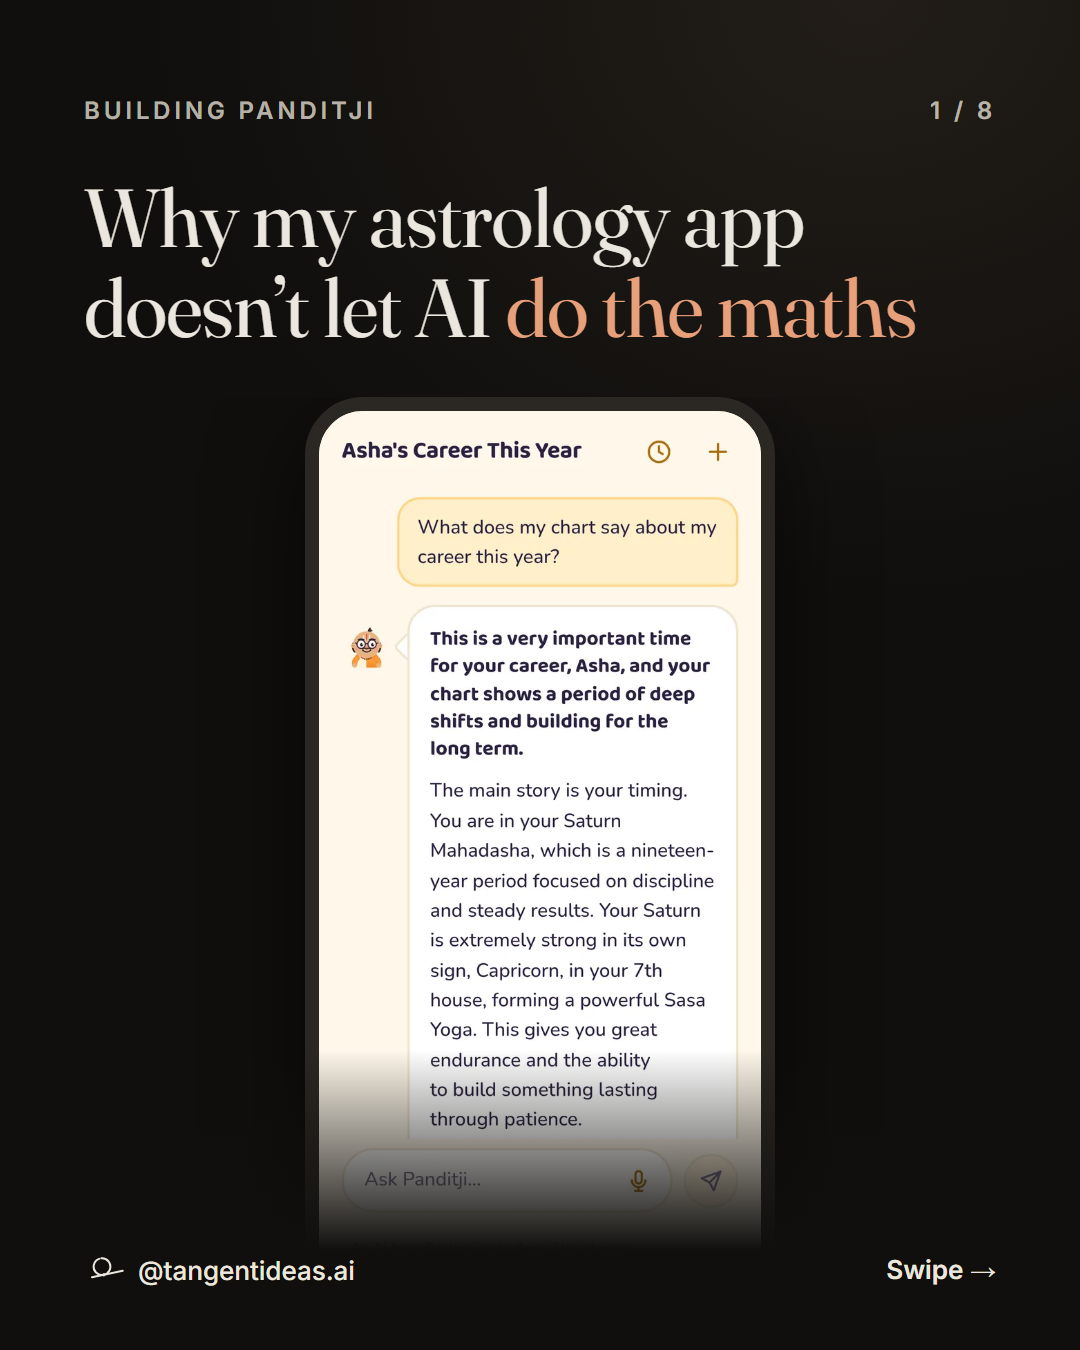 BUILDING PANDITJI
1 / 8
Why my astrology app
doesn’t let AI do the maths
Asha's Career This Year
What does my chart say about my
career this year?
This is a very important time
for your career, Asha, and your
chart shows a period of deep
shifts and building for the
long term.
The main story is your timing.
You are in your Saturn
Mahadasha, which is a nineteen-
year period focused on discipline
and steady results. Your Saturn
is extremely strong in its own
sign, Capricorn, in your 7th
house, forming a powerful Sasa
Yoga. This gives you great
endurance and the ability
to build something lasting
through patience.
Ask Panditji...
@tangentideas.ai
Swipe →